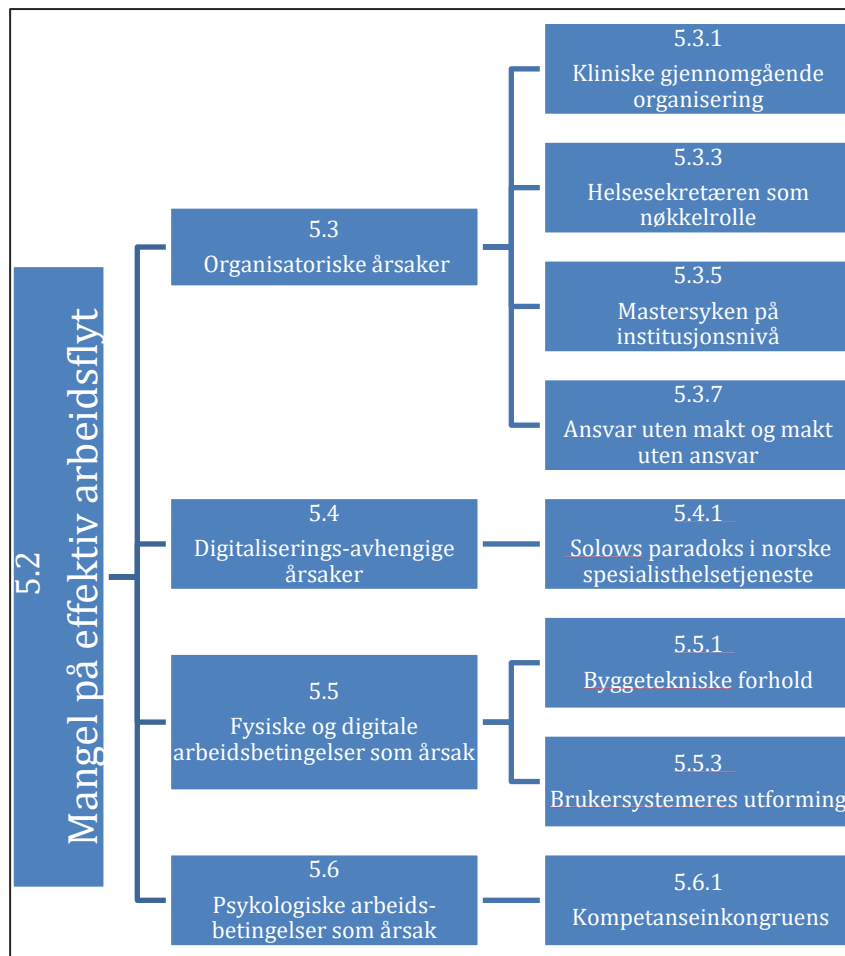 5.2
Mangel på effektiv arbeidsflyt
5.3
Organisatoriske årsaker
5.3.1
Kliniske gjennomgående
organisering
5.3.3
Helsesekretæren som
nøkkelrolle
5.3.5
Mastersyken på
institusjonsnivå
5.3.7
Ansvar uten makt og makt
uten ansvar
5.4
Digitaliserings-avhengige
årsaker
5.4.1
Solows paradoks i norske
spesialisthelsetjeneste
5.5
Fysiske og digitale
arbeidsbetingelser som årsak
5.5.1
Byggetekniske forhold
5.5.3
Brukersystemeres utforming
5.6
Psykologiske arbeids-
betingelser som årsak
5.6.1
Kompetanseinkongruens